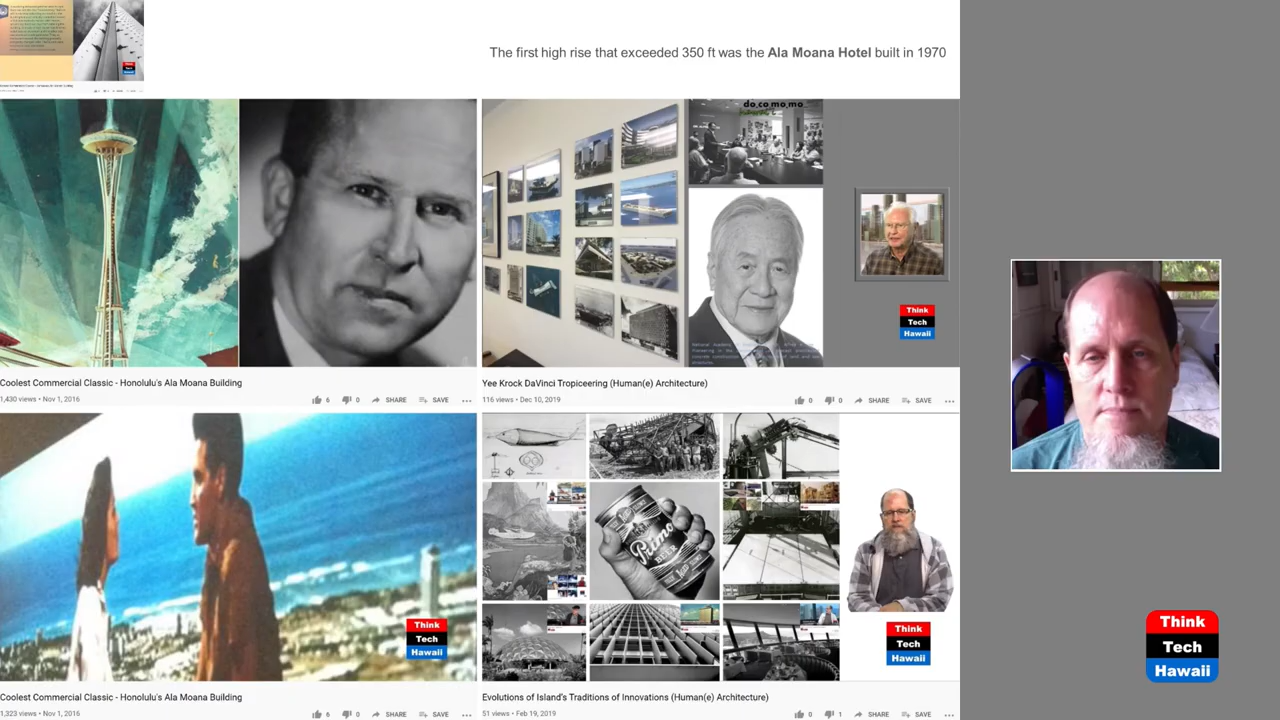 The first high rise that exceeded 350 ft was the Ala Moana Hotel built in 1970
Think
Tech
Hawaii
do.co.mo.mo
Think
Tech
Hawaii
Coolest Commercial Classic - Honolulu's Ala Moana Building
1,430 views • Nov 1, 2016
6
0
SHARE
SAVE
Yee Krock DaVinci Tropiceering (Human(e) Architecture)
116 views • Dec 10, 2019
0
0
SHARE
SAVE
Primo
BEER
Think
Tech
Hawaii
Think
Tech
Hawaii
Think
Tech
Hawaii
Coolest Commercial Classic - Honolulu's Ala Moana Building
1,323 views • Nov 1, 2016
6
0
SHARE
SAVE
Evolutions of Island's Traditions of Innovations (Human(e) Architecture)
51 views • Feb 19, 2019
0
1
SHARE
SAVE